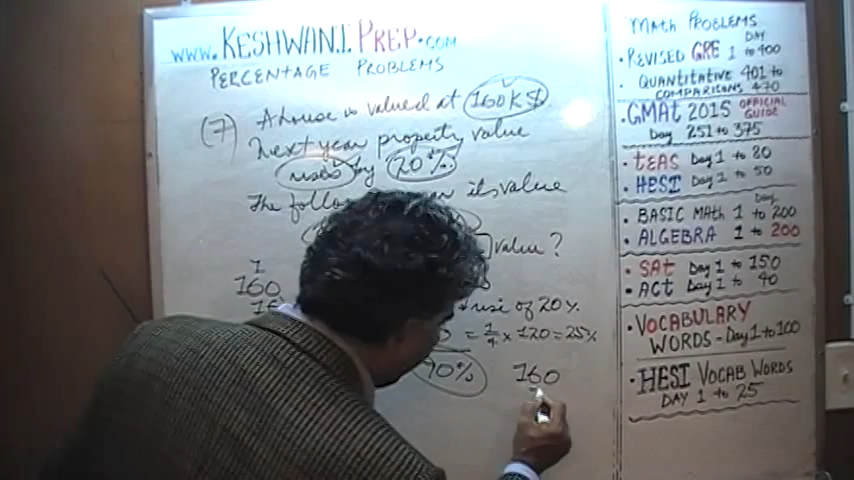 www.KESHWANI PREP.COM
PERCENTAGE PROBLEMS
(7) A house is valued at 160K $
Next year property value
rises by 20%.
The following its value
value?
1
160
rise of 20%
= 1/4 × 120 = 25%
90%
160
MATH PROBLEMS
DAY
• REVISED GRE 1 to 400
• QUANTITATIVE 401 to
COMPARISONS 470
• GMAT 2015 OFFICIAL GUIDE
Day 251 to 375
• TEAS Day 1 to 80
• HESI Day 1 to 50
Day
• BASIC MATH 1 to 200
• ALGEBRA 1 to 200
• SAT Day 1 to 150
• ACT Day 1 to 40
• VOCABULARY
WORDS - Day 1 to 100
• HESI VOCAB WORDS
DAY 1 to 25